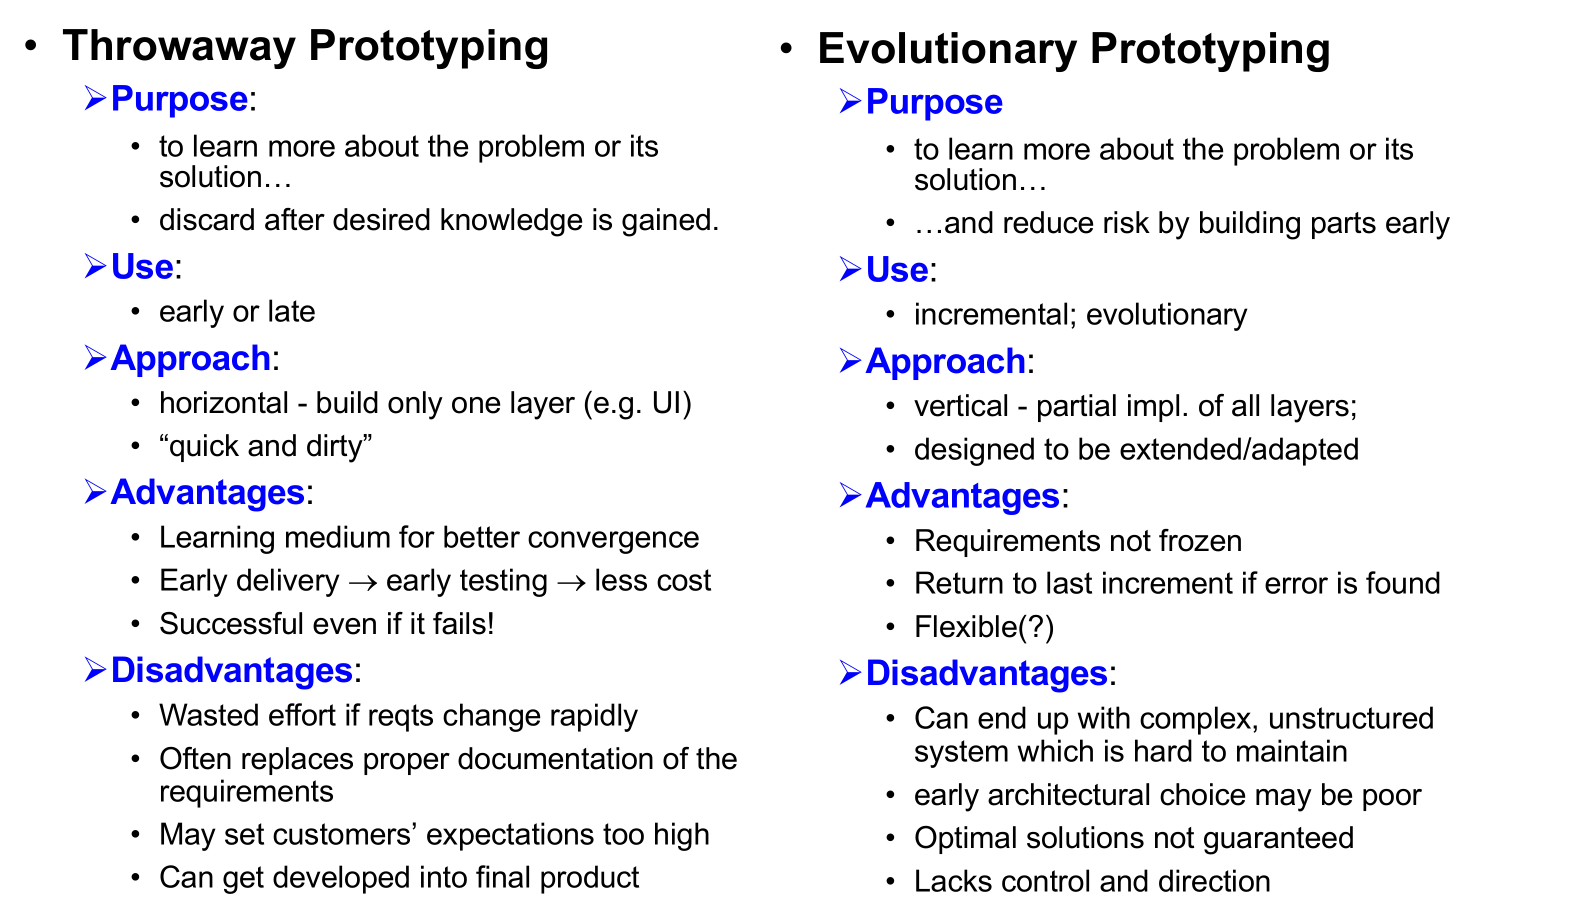 • Throwaway Prototyping
➢Purpose:
• to learn more about the problem or its
solution…
• discard after desired knowledge is gained.
➢Use:
• early or late
➢Approach:
• horizontal - build only one layer (e.g. UI)
• “quick and dirty”
➢Advantages:
• Learning medium for better convergence
• Early delivery → early testing → less cost
• Successful even if it fails!
➢Disadvantages:
• Wasted effort if reqts change rapidly
• Often replaces proper documentation of the
requirements
• May set customers’ expectations too high
• Can get developed into final product
• Evolutionary Prototyping
➢Purpose
• to learn more about the problem or its
solution…
• …and reduce risk by building parts early
➢Use:
• incremental; evolutionary
➢Approach:
• vertical - partial impl. of all layers;
• designed to be extended/adapted
➢Advantages:
• Requirements not frozen
• Return to last increment if error is found
• Flexible(?)
➢Disadvantages:
• Can end up with complex, unstructured
system which is hard to maintain
• early architectural choice may be poor
• Optimal solutions not guaranteed
• Lacks control and direction